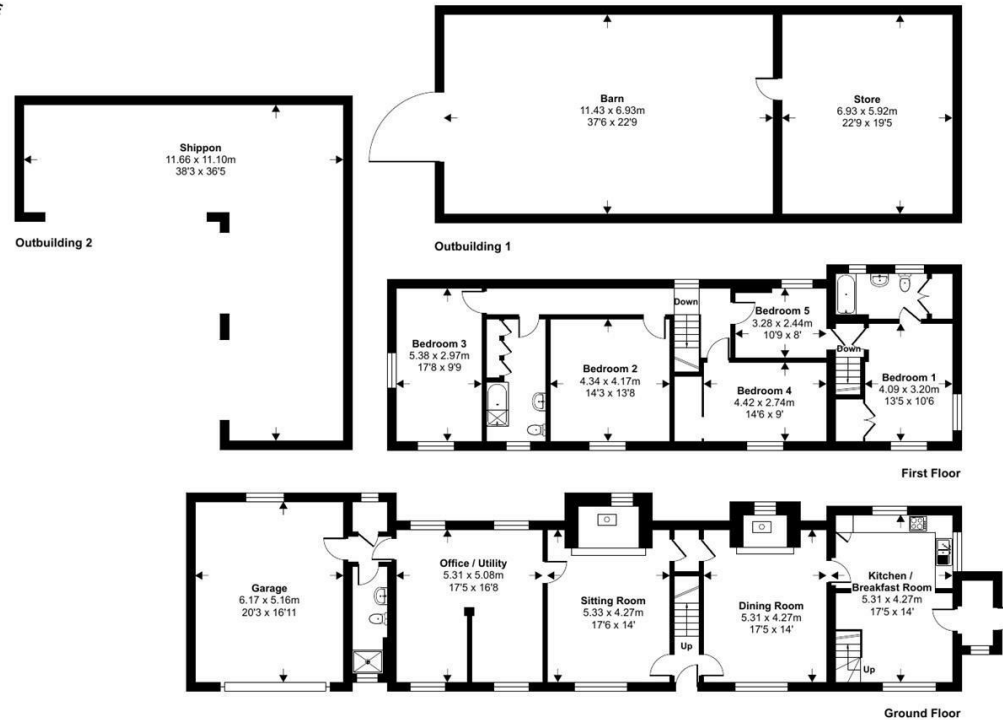 Barn
11.43 x 6.93m
37'6 x 22'9
Store
6.93 x 5.92m
22'9 x 19'5
Shippon
11.66 x 11.10m
38'3 x 36'5
Outbuilding 2
Outbuilding 1
Bedroom 3
5.38 x 2.97m
17'8 x 9'9
Bedroom 2
4.34 x 4.17m
14'3 x 13'8
Down
Bedroom 5
3.28 x 2.44m
10'9 x 8'
Bedroom 4
4.42 x 2.74m
14'6 x 9'
Down
Bedroom 1
4.09 x 3.20m
13'5 x 10'6
First Floor
Garage
6.17 x 5.16m
20'3 x 16'11
Office / Utility
5.31 x 5.08m
17'5 x 16'8
Sitting Room
5.33 x 4.27m
17'6 x 14'
Up
Dining Room
5.31 x 4.27m
17'5 x 14'
Kitchen /
Breakfast Room
5.31 x 4.27m
17'5 x 14'
Up
Ground Floor